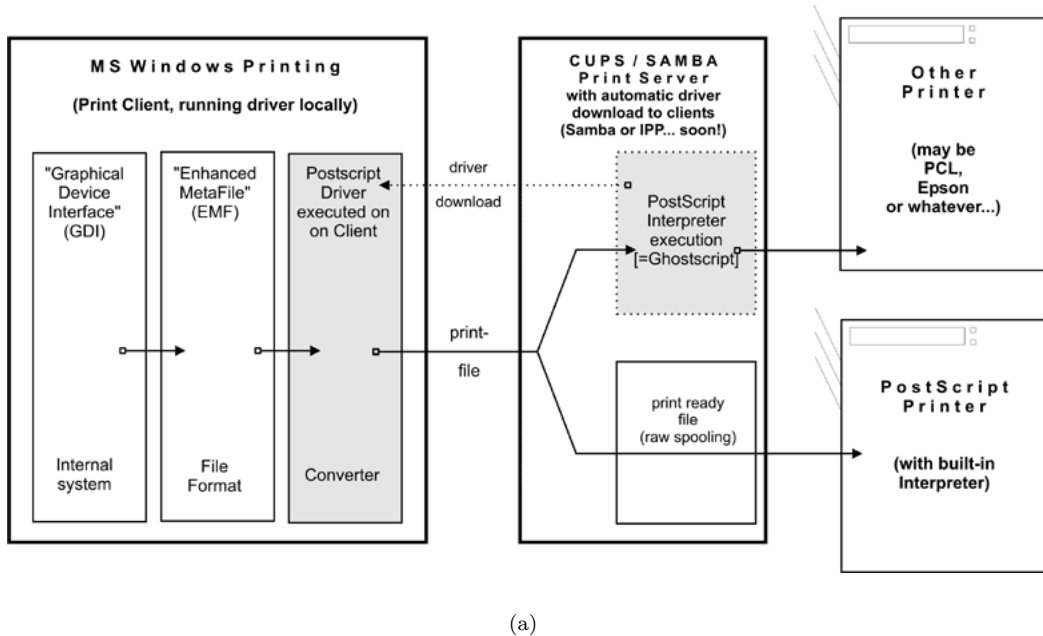 MS Windows Printing
(Print Client, running driver locally)
"Graphical
Device
Interface"
(GDI)
Internal
system
"Enhanced
MetaFile"
(EMF)
File
Format
Postscript
Driver
executed on
on Client
Converter
driver
download
print-
file
CUPS / SAMBA
Print Server
with automatic driver
download to clients
(Samba or IPP... soon!)
PostScript
Interpreter
execution
[=Ghostscript]
print ready
file
(raw spooling)
Other
Printer
(may be
PCL,
Epson
or whatever...)
PostScript
Printer
(with built-in
Interpreter)
(a)